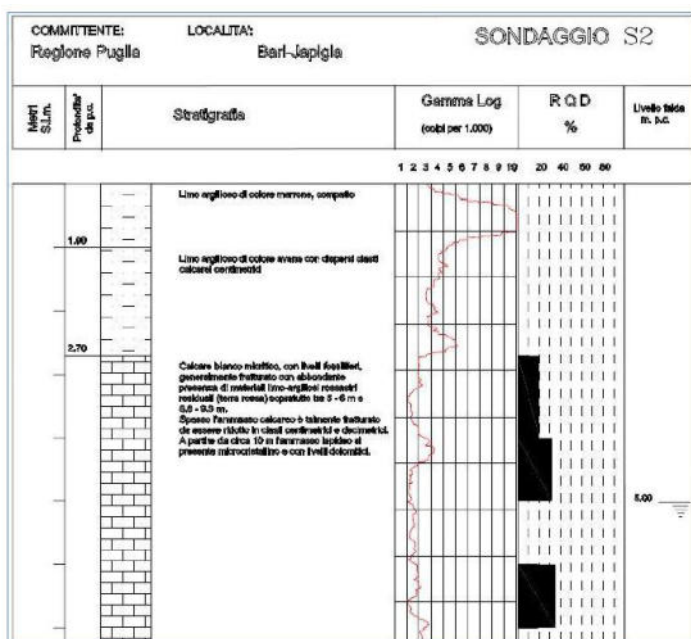 COMMITTENTE:
Regione Puglia
LOCALITA':
Bari-Japigia
SONDAGGIO S2
Metri
S.l.m.
Profondita'
da p.c.
Stratigrafia
Gamma Log
(colpi per 1.000)
R Q D
%
Livello falda
m. p.c.
1 2 3 4 5 6 7 8 9 10
20 40 60 80
Limo argilloso di colore marrone, compatto
1.00
Limo argilloso di colore avana con dispersi clasti
calcarei centimetrici
2.70
Calcare bianco micritico, con livelli fossiliferi,
generalmente fratturato con abbondante
presenza di materiali limo-argillosi rossastri
residuali (terra rossa) sopratutto tra 5 - 6 m e
8,8 - 9.3 m.
Spesso l'ammasso calcareo è talmente fratturato
da essere ridotto in clasti centimetrici e decimetrici.
A partire da circa 10 m l'ammasso lapideo si
presenta microcristallino e con livelli dolomitici.
5.00